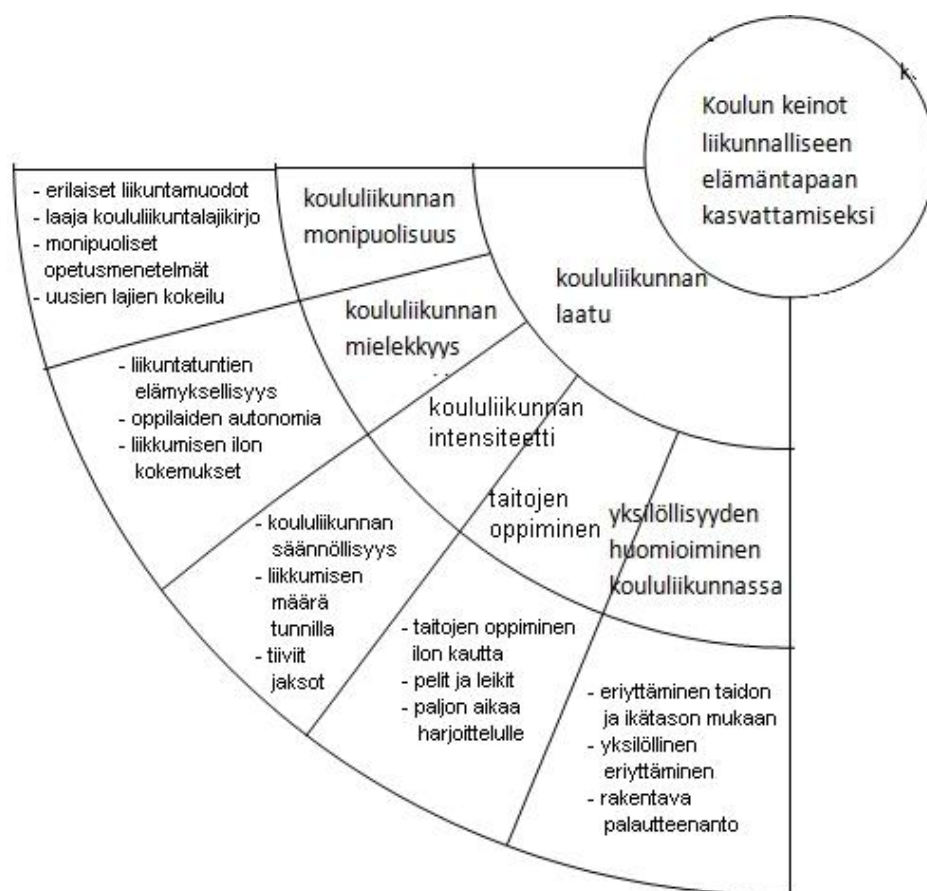 k.
Koulun keinot
liikunnalliseen
elämäntapaan
kasvattamiseksi
koululiikunnan
laatu
koululiikunnan
monipuolisuus
- erilaiset liikuntamuodot
- laaja koululiikuntalajikirjo
- monipuoliset
opetusmenetelmät
- uusien lajien kokeilu
koululiikunnan
mielekkyys
- liikuntatuntien
elämyksellisyys
- oppilaiden autonomia
- liikkumisen ilon
kokemukset
koululiikunnan
intensiteetti
- koululiikunnan
säännöllisyys
- liikkumisen
määrä
tunnilla
- tiiviit
jaksot
taitojen
oppiminen
- taitojen oppiminen
ilon kautta
- pelit ja leikit
- paljon aikaa
harjoittelulle
yksilöllisyyden
huomioiminen
koululiikunnassa
- eriyttäminen taidon
ja ikätason mukaan
- yksilöllinen
eriyttäminen
- rakentava
palautteenanto